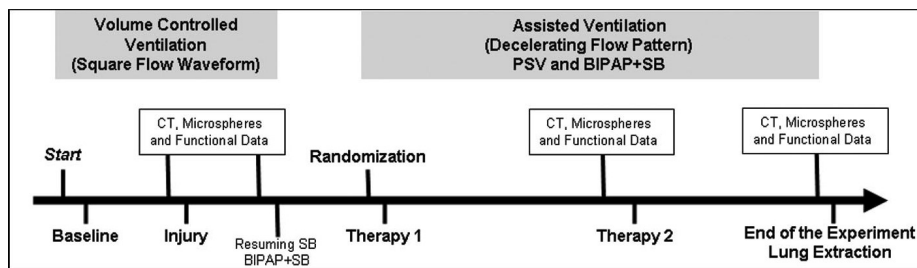 Volume Controlled
Ventilation
(Square Flow Waveform)
Assisted Ventilation
(Decelerating Flow Pattern)
PSV and BIPAP+SB
CT, Microspheres
and Functional Data
CT, Microspheres
and Functional Data
CT, Microspheres
and Functional Data
Start
Randomization
Baseline
Injury
Resuming SB
BIPAP+SB
Therapy 1
Therapy 2
End of the Experiment
Lung Extraction